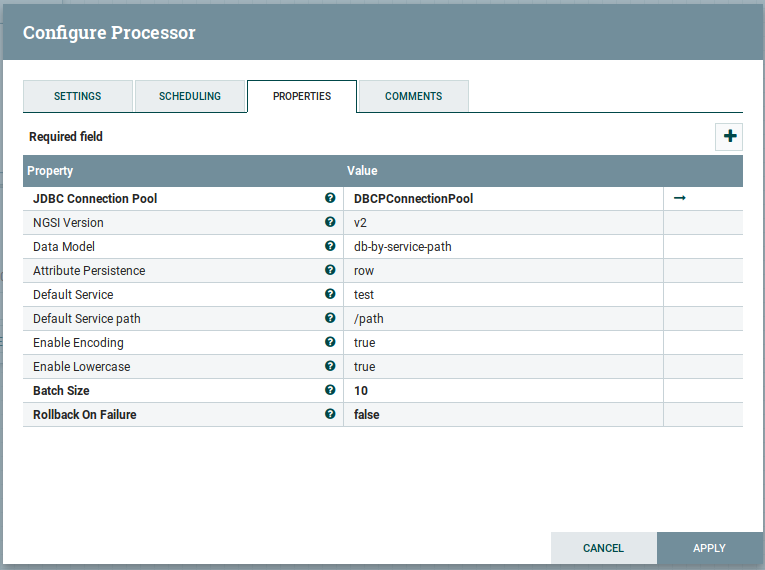 Configure Processor
SETTINGS SCHEDULING PROPERTIES COMMENTS
Required field
Property Value
JDBC Connection Pool DBCPConnectionPool
NGSI Version v2
Data Model db-by-service-path
Attribute Persistence row
Default Service test
Default Service path /path
Enable Encoding true
Enable Lowercase true
Batch Size 10
Rollback On Failure false
CANCEL APPLY